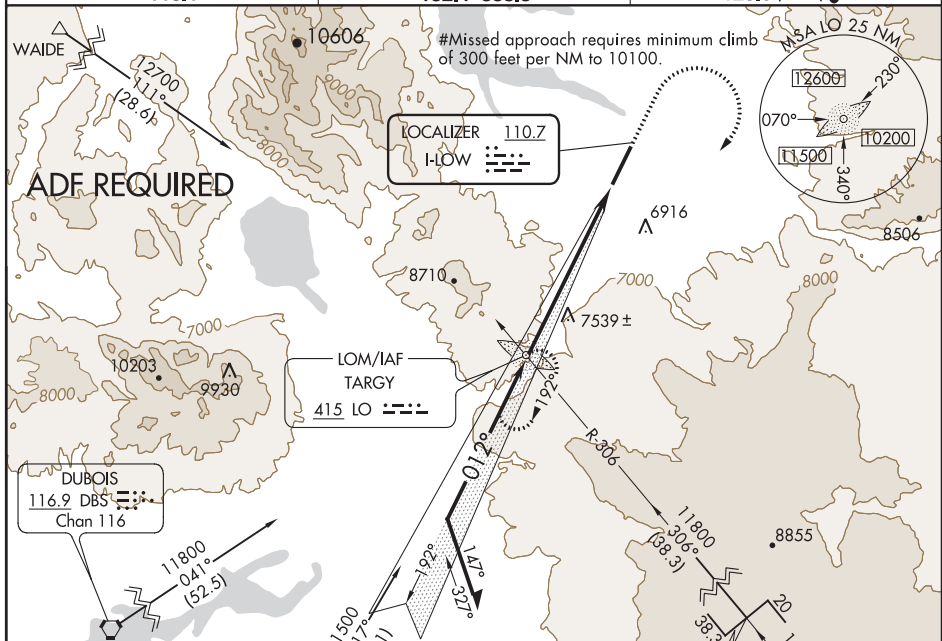 WAIDE
12700
111°
(28.6)
10606
8000
#Missed approach requires minimum climb
of 300 feet per NM to 10100.
MSA LO 25 NM
12600
230°
070°
10200
11500
340°
LOCALIZER 110.7
I-LOW
ADF REQUIRED
6916
8506
8710
7000
8000
7539 ±
7000
10203
9930
8000
LOM/IAF
TARGY
415 LO
192°
012°
R-306
DUBOIS
116.9 DBS
Chan 116
11800
041°
(52.5)
11800
306°
(38.3)
8855
192°
147°
327°
20